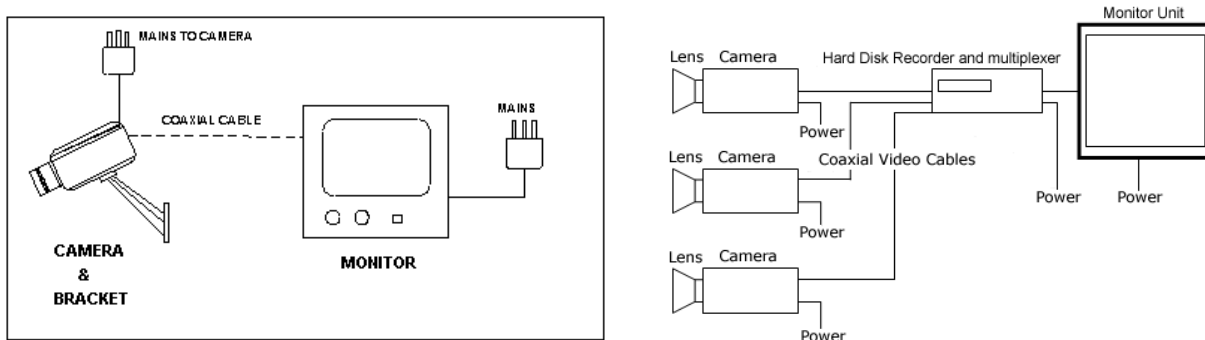 MAINS TO CAMERA
COAXIAL CABLE
MAINS
CAMERA
&
BRACKET
MONITOR
Monitor Unit
Lens Camera
Hard Disk Recorder and multiplexer
Power
Lens Camera
Coaxial Video Cables
Power
Power
Power
Lens Camera
Power